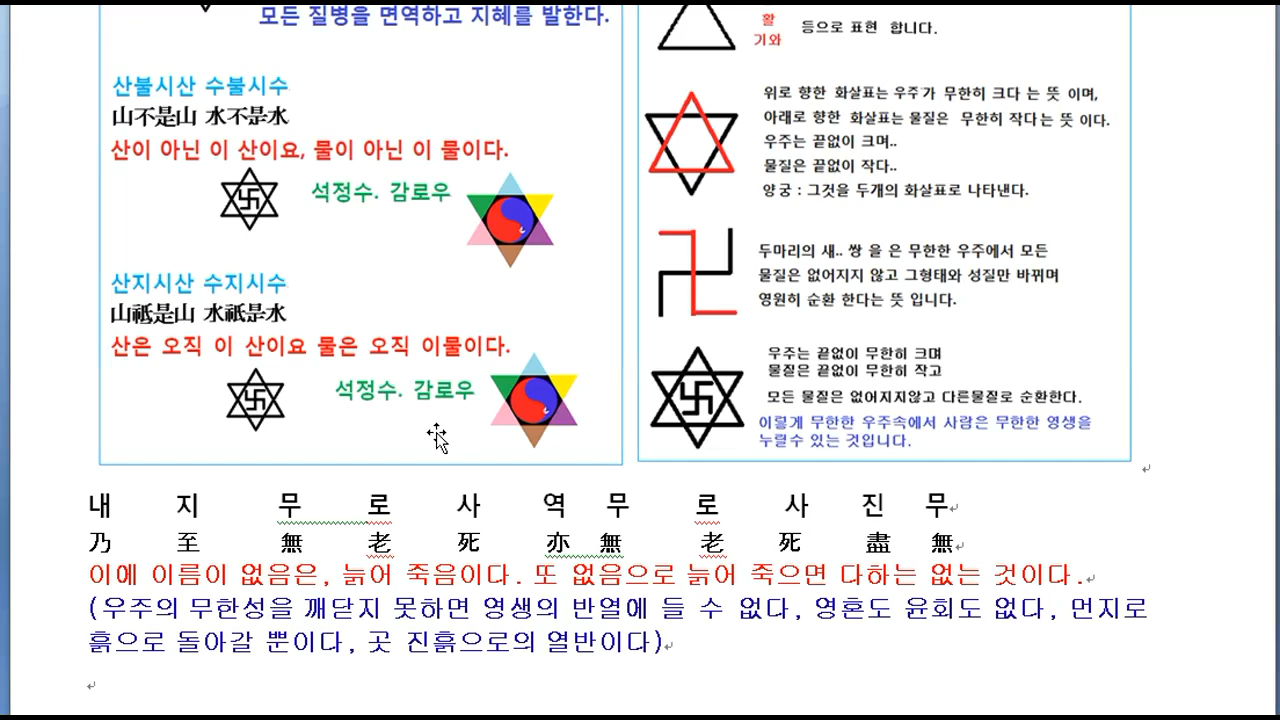 모든 질병을 면역하고 지혜를 발한다.
산불시산 수불시수
山不是山 水不是水
산이 아닌 이 산이요, 물이 아닌 이 물이다.
석정수. 감로우
산지시산 수지시수
山祗是山 水祗是水
산은 오직 이 산이요 물은 오직 이물이다.
석정수. 감로우
활
기와
등으로 표현 합니다.
위로 향한 화살표는 우주가 무한히 크다 는 뜻 이며,
아래로 향한 화살표는 물질은 무한히 작다는 뜻 이다.
우주는 끝없이 크며..
물질은 끝없이 작다..
양궁 : 그것을 두개의 화살표로 나타낸다.
두마리의 새.. 쌍 을 은 무한한 우주에서 모든
물질은 없어지지 않고 그형태와 성질만 바뀌며
영원히 순환 한다는 뜻 입니다.
우주는 끝없이 무한히 크며
물질은 끝없이 무한히 작고
모든 물질은 없어지지않고 다른물질로 순환한다.
이렇게 무한한 우주속에서 사람은 무한한 영생을
누릴수 있는 것입니다.
내 지 무 로 사 역 무 로 사 진 무
乃 至 無 老 死 亦 無 老 死 盡 無
이에 이름이 없음은, 늙어 죽음이다. 또 없음으로 늙어 죽으면 다하는 없는 것이다.
(우주의 무한성을 깨닫지 못하면 영생의 반열에 들 수 없다, 영혼도 윤회도 없다, 먼지로
흙으로 돌아갈 뿐이다, 곳 진흙으로의 열반이다)